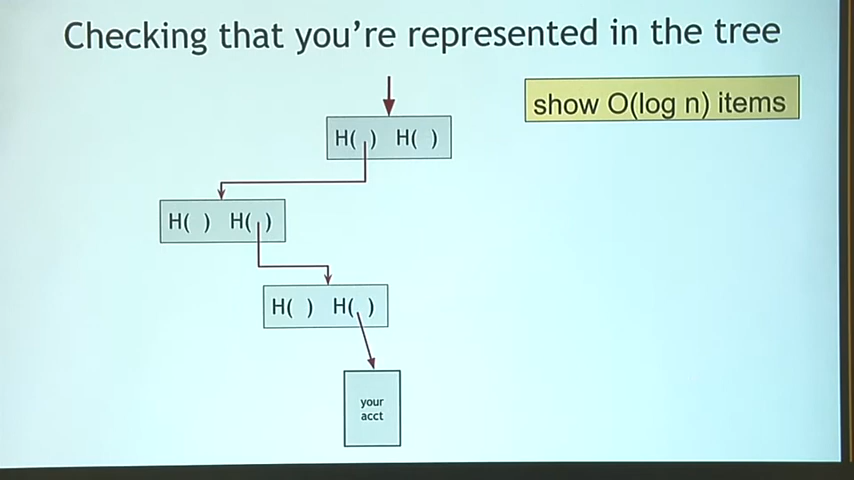 Checking that you're represented in the tree
show O(log n) items
H( ) H( )
H( ) H( )
H( ) H( )
your
acct